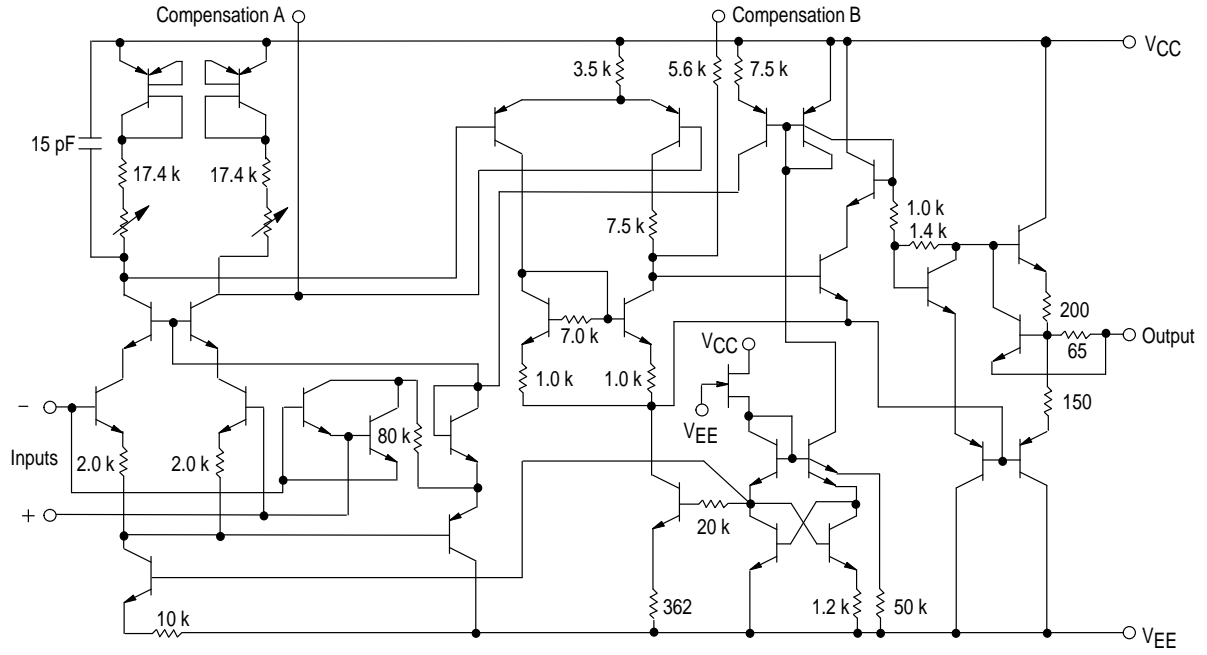 Compensation A
Compensation B
VCC
3.5 k
5.6 k
7.5 k
15 pF
17.4 k
17.4 k
1.0 k
1.4 k
7.5 k
200
7.0 k
65
Output
VCC
1.0 k
1.0 k
150
−
VEE
80 k
Inputs
2.0 k
2.0 k
+
20 k
362
1.2 k
50 k
10 k
VEE